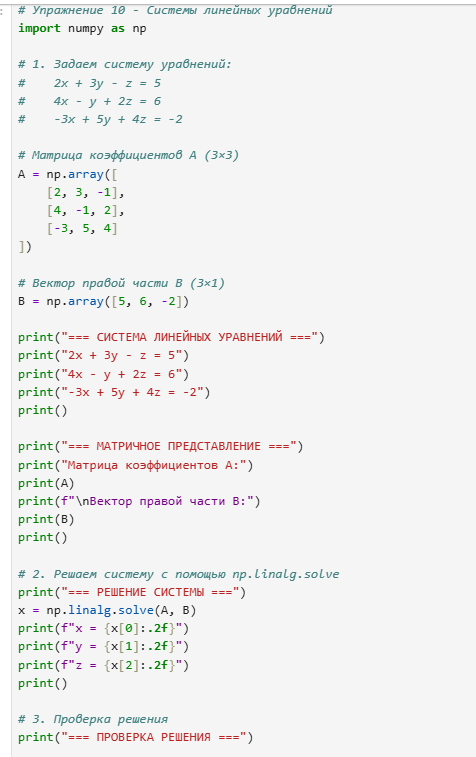 # Упражнение 10 - Системы линейных уравнений
import numpy as np
# 1. Задаем систему уравнений:
#    2x + 3y - z = 5
#    4x - y + 2z = 6
#    -3x + 5y + 4z = -2
# Матрица коэффициентов A (3×3)
A = np.array([
    [2, 3, -1],
    [4, -1, 2],
    [-3, 5, 4]
])
# Вектор правой части B (3×1)
B = np.array([5, 6, -2])
print("=== СИСТЕМА ЛИНЕЙНЫХ УРАВНЕНИЙ ===")
print("2x + 3y - z = 5")
print("4x - y + 2z = 6")
print("-3x + 5y + 4z = -2")
print()
print("=== МАТРИЧНОЕ ПРЕДСТАВЛЕНИЕ ===")
print("Матрица коэффициентов A:")
print(A)
print(f"\nВектор правой части B:")
print(B)
print()
# 2. Решаем систему с помощью np.linalg.solve
print("=== РЕШЕНИЕ СИСТЕМЫ ===")
x = np.linalg.solve(A, B)
print(f"x = {x[0]:.2f}")
print(f"y = {x[1]:.2f}")
print(f"z = {x[2]:.2f}")
print()
# 3. Проверка решения
print("=== ПРОВЕРКА РЕШЕНИЯ ===")